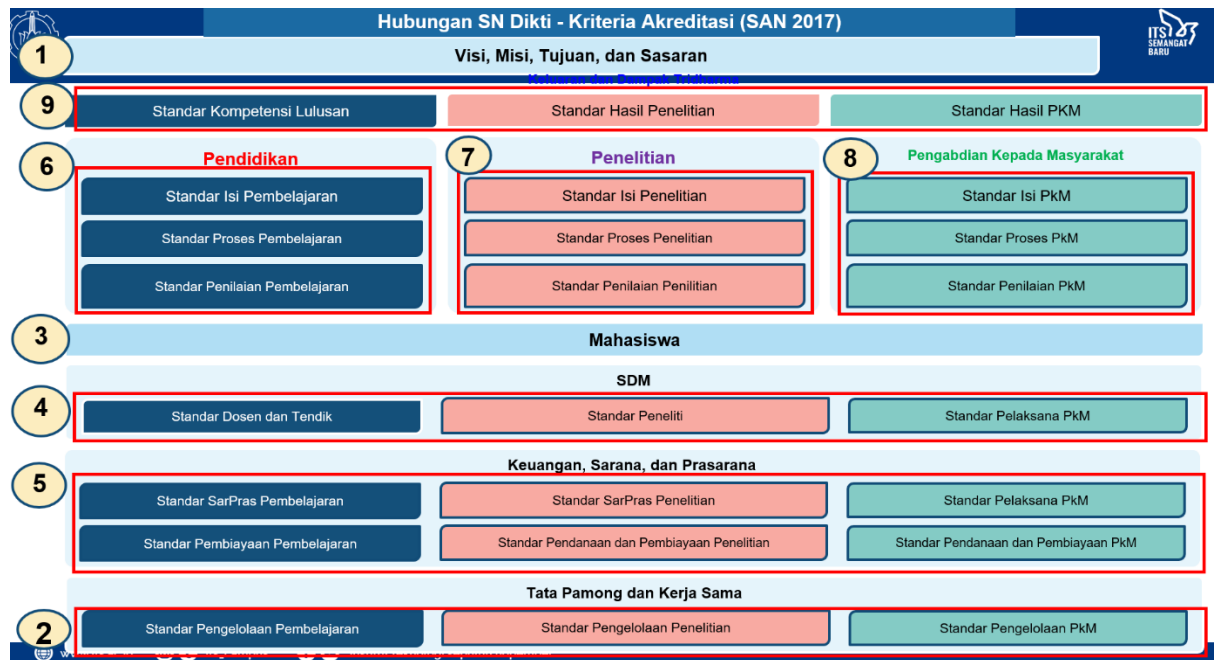 Hubungan SN Dikti - Kriteria Akreditasi (SAN 2017)
ITS
SEMANGAT
BARU
1
Visi, Misi, Tujuan, dan Sasaran
Keluaran dan Dampak Tridharma
9
Standar Kompetensi Lulusan
Standar Hasil Penelitian
Standar Hasil PKM
6
Pendidikan
7
Penelitian
8
Pengabdian Kepada Masyarakat
Standar Isi Pembelajaran
Standar Isi Penelitian
Standar Isi PkM
Standar Proses Pembelajaran
Standar Proses Penelitian
Standar Proses PkM
Standar Penilaian Pembelajaran
Standar Penilaian Penilitian
Standar Penilaian PkM
3
Mahasiswa
SDM
4
Standar Dosen dan Tendik
Standar Peneliti
Standar Pelaksana PkM
Keuangan, Sarana, dan Prasarana
5
Standar SarPras Pembelajaran
Standar SarPras Penelitian
Standar Pelaksana PkM
Standar Pembiayaan Pembelajaran
Standar Pendanaan dan Pembiayaan Penelitian
Standar Pendanaan dan Pembiayaan PkM
Tata Pamong dan Kerja Sama
2
Standar Pengelolaan Pembelajaran
Standar Pengelolaan Penelitian
Standar Pengelolaan PkM